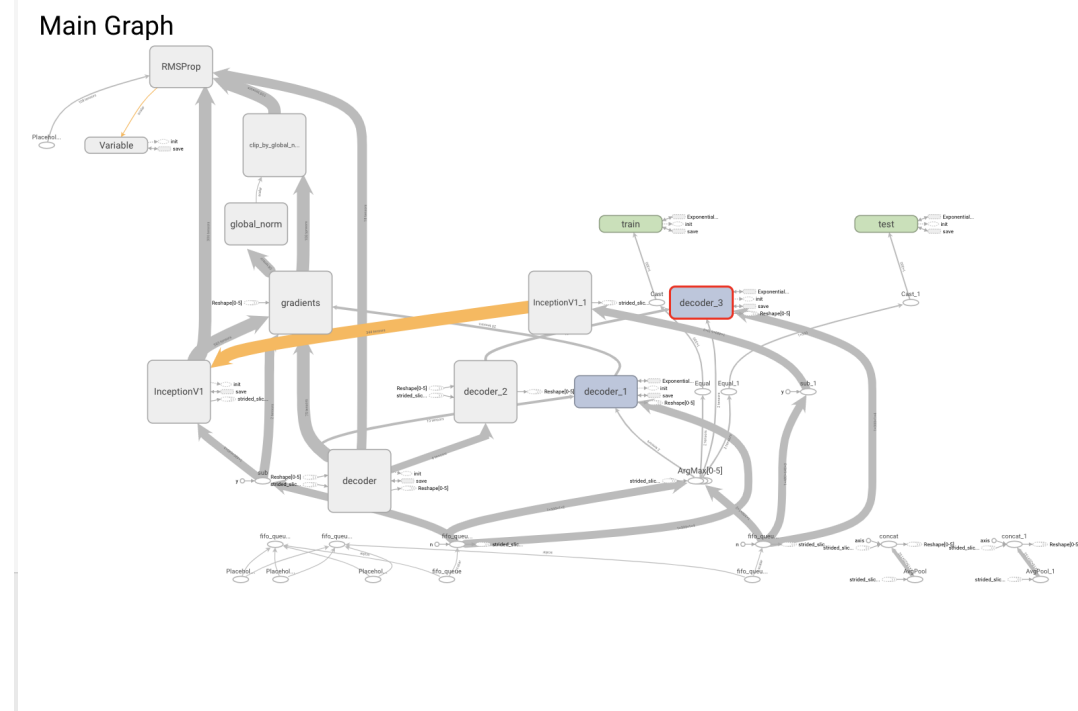 Main Graph
RMSProp
Placehol...
Variable
init
save
clip_by_global_n...
global_norm
train
Exponential...
init
save
test
Exponential...
init
save
Reshape[0-5]
gradients
InceptionV1_1
strided_slic...
Cast
decoder_3
Exponential...
init
save
Reshape[0-5]
Cast_1
InceptionV1
init
save
strided_slic...
Reshape[0-5]
strided_slic...
decoder_2
Reshape[0-5]
decoder_1
Exponential...
init
save
Reshape[0-5]
Equal
Equal_1
y
sub_1
y
sub
Reshape[0-5]
strided_slic...
decoder
init
save
Reshape[0-5]
ArgMax[0-5]
strided_slic...
fifo_queu...
fifo_queu...
fifo_queu...
n
strided_slic...
fifo_queu...
n
strided_slic...
axis
concat
strided_slic...
Reshape[0-5]
axis
concat_1
strided_slic...
Reshape[0-5]
Placehol...
Placehol...
Placehol...
fifo_queue
fifo_queu...
strided_slic...
AvgPool
strided_slic...
AvgPool_1